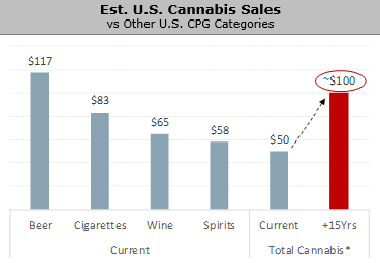 Est. U.S. Cannabis Sales
vs Other U.S. CPG Categories
$117
$83
$65
$58
$50
~$100
Beer
Cigarettes
Wine
Spirits
Current
+15Yrs
Current
Total Cannabis*